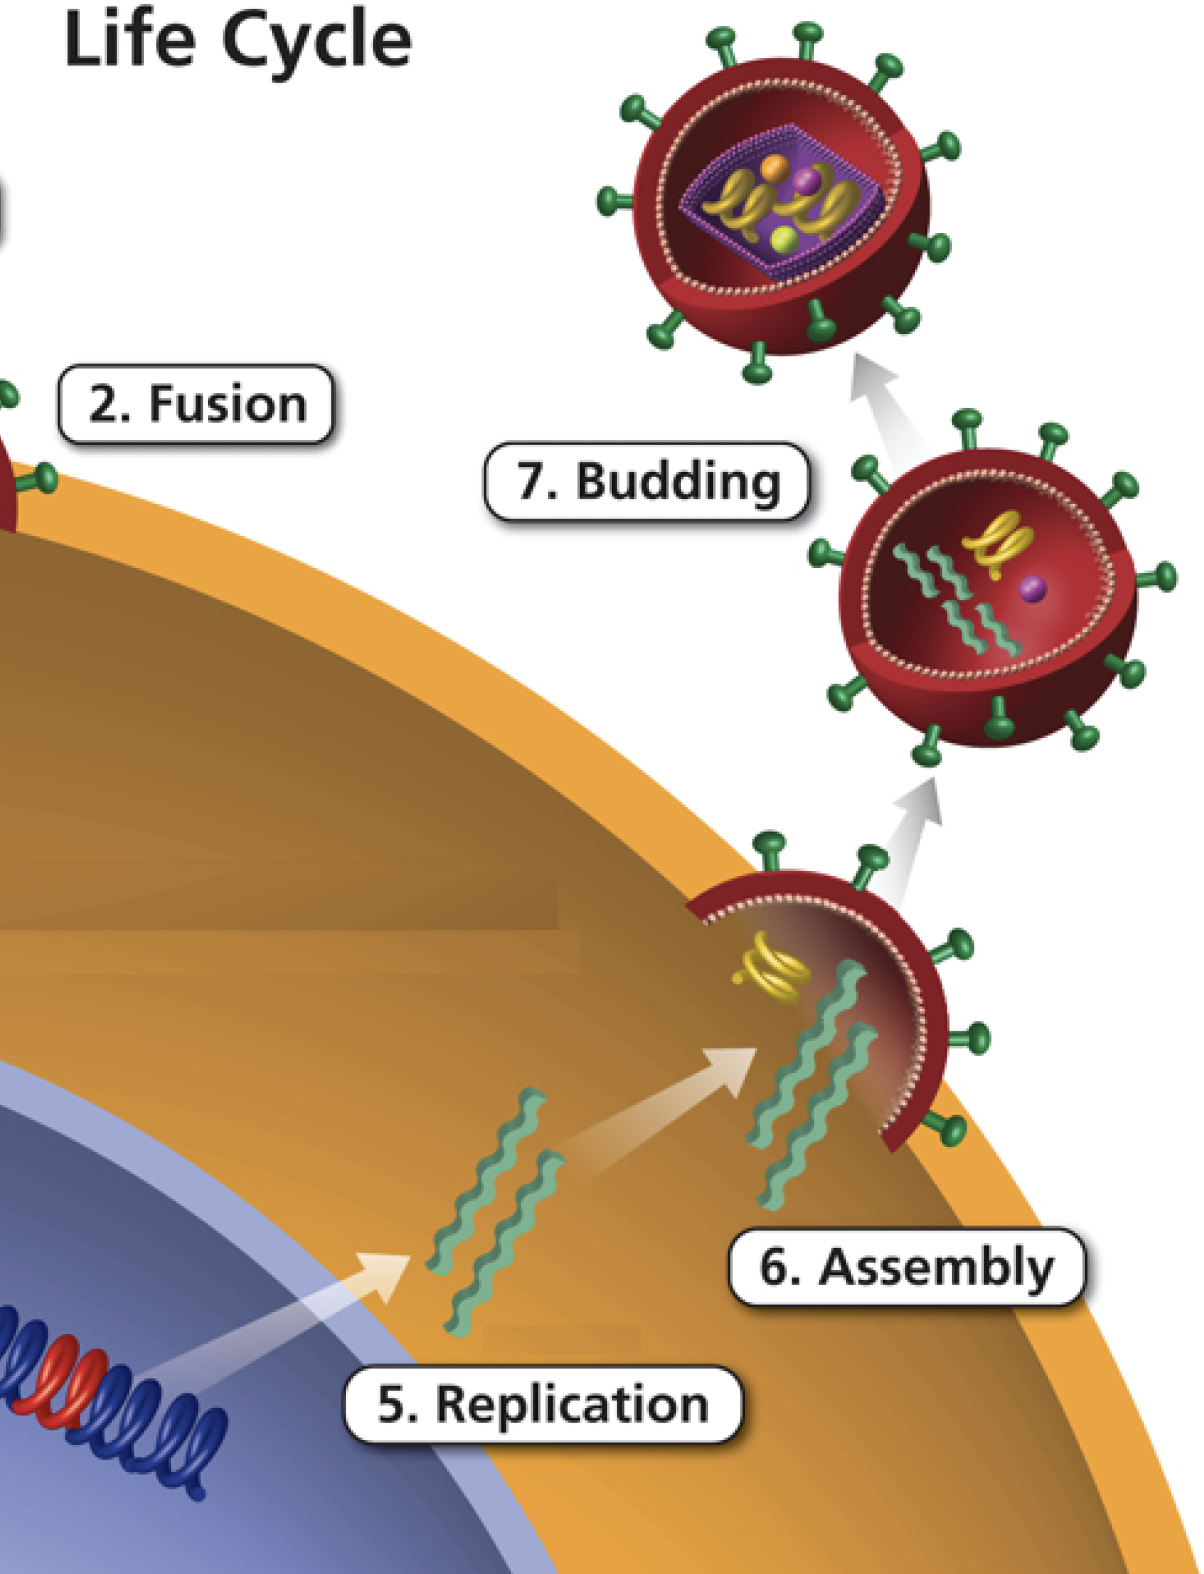 Life Cycle
2. Fusion
7. Budding
6. Assembly
5. Replication